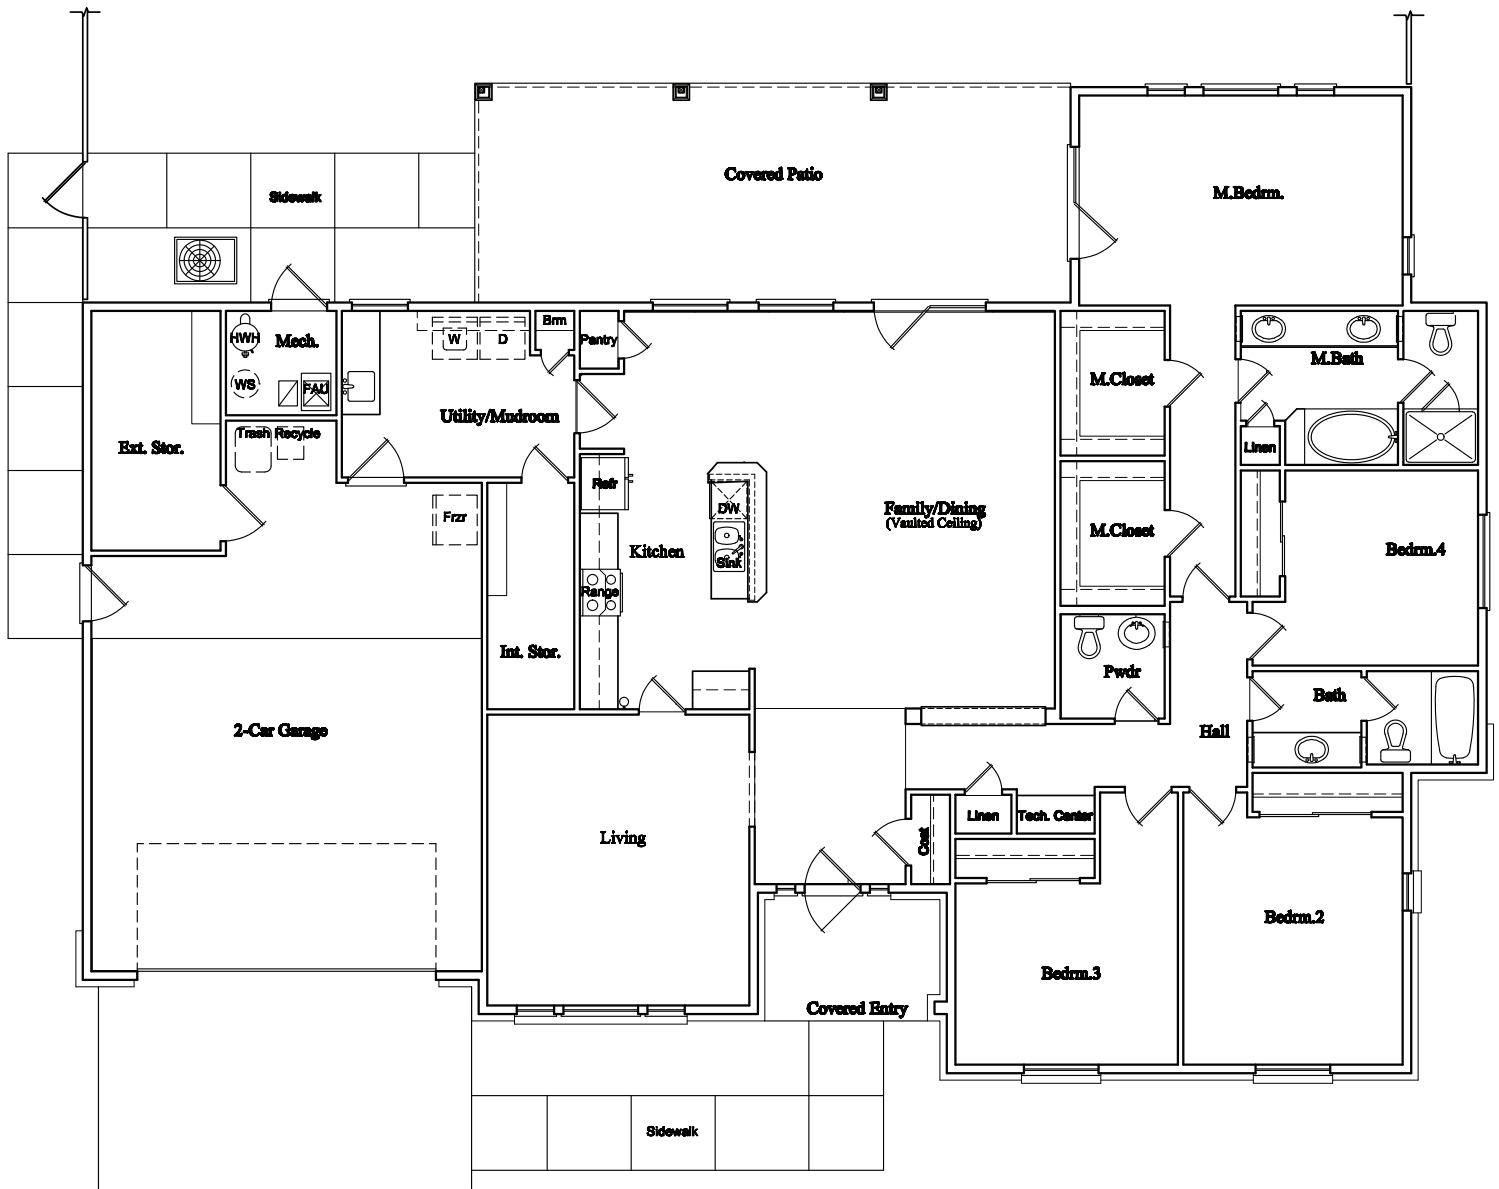 Covered Patio
Sidewalk
M.Bedrm.
Brn
HWH
Mech.
W
D
Pantry
M.Bath
WS
FAU
M.Closet
Utility/Mudroom
Trash
Recycle
Ext. Stor.
Linen
Refr
Frzr
DW
Family/Dining
(Vaulted Ceiling)
M.Closet
Kitchen
Bedrm.4
Sink
Range
Int. Stor.
Pwdr
Bath
2-Car Garage
Hall
Living
Coat
Linen
Tech. Center
Bedrm.2
Bedrm.3
Covered Entry
Sidewalk